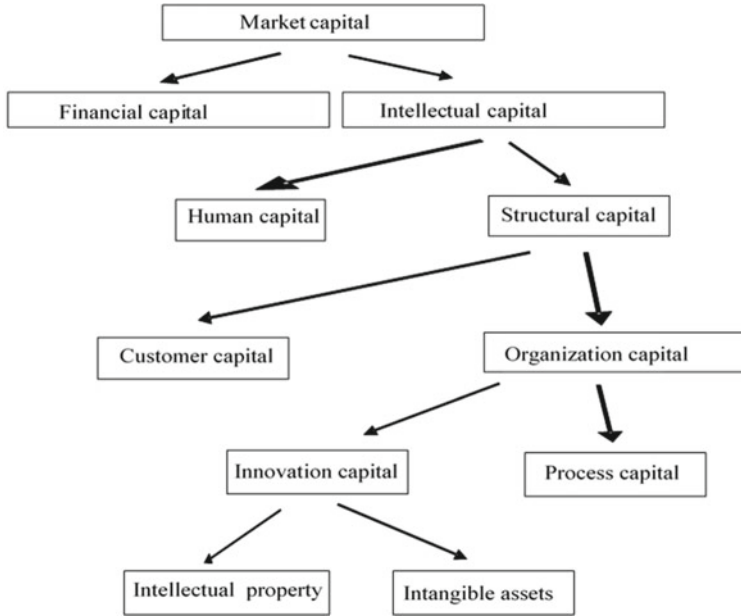 Market capital
Financial capital
Intellectual capital
Human capital
Structural capital
Customer capital
Organization capital
Innovation capital
Process capital
Intellectual property
Intangible assets